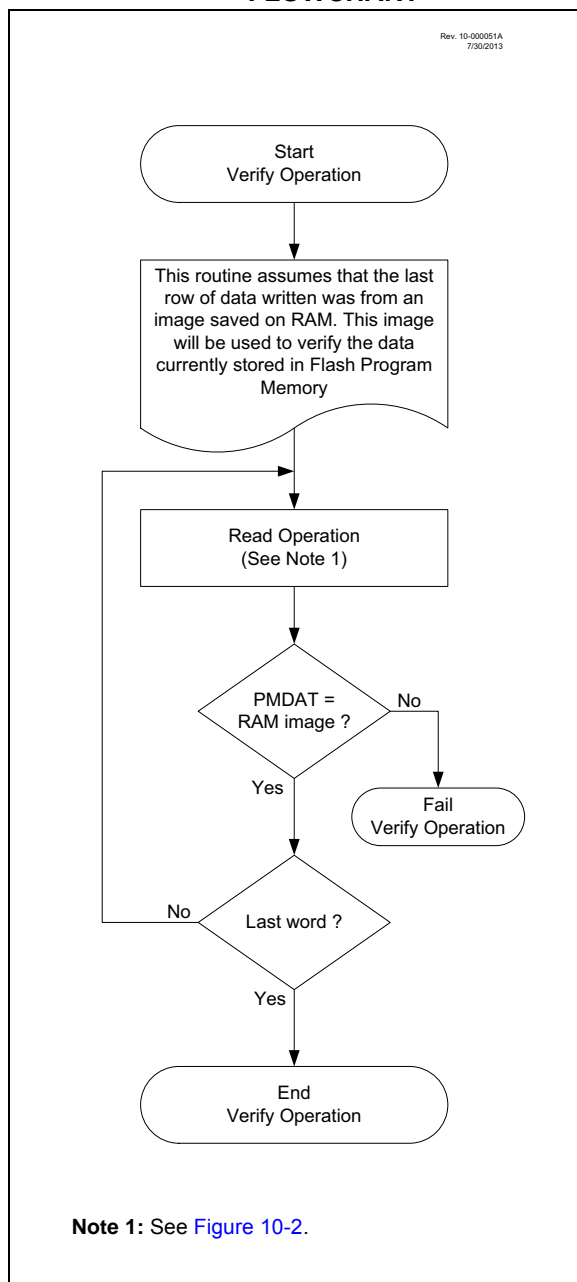 Rev. 10-000051A
7/30/2013
Start
Verify Operation
This routine assumes that the last
row of data written was from an
image saved on RAM. This image
will be used to verify the data
currently stored in Flash Program
Memory
Read Operation
(See Note 1)
PMDAT =
RAM image ?
No
Yes
Fail
Verify Operation
No
Last word ?
Yes
End
Verify Operation
Note 1: See Figure 10-2.